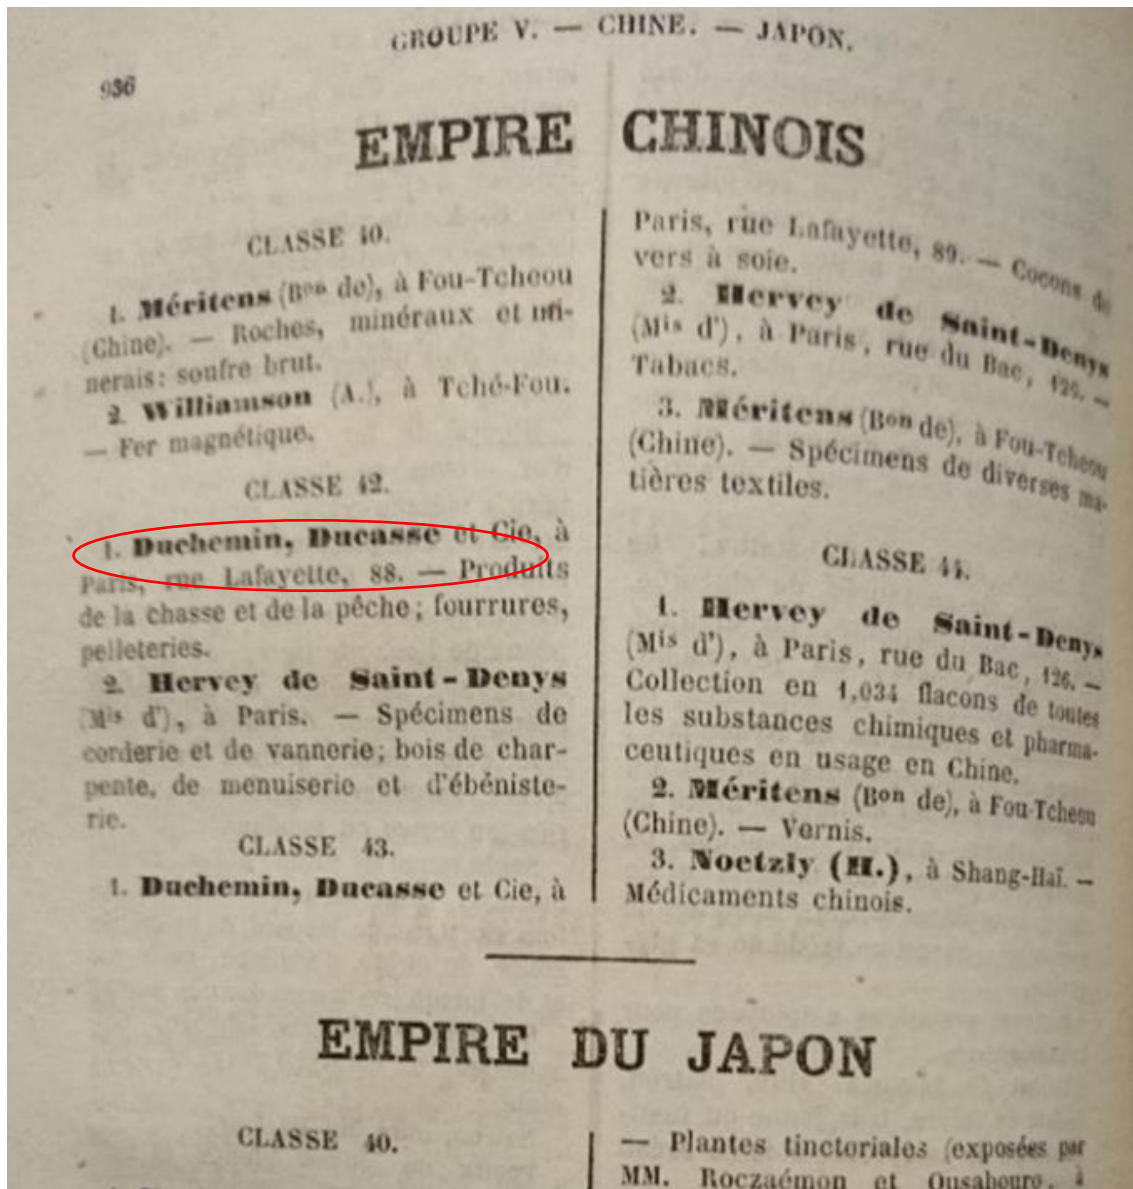 GROUPE V. — CHINE. — JAPON.
936
EMPIRE CHINOIS
CLASSE 40.
1. Méritens (Bon de), à Fou-Tcheou
(Chine). — Roches, minéraux et mi-
nerais: soufre brut.
2. Williamson (A.), à Tché-Fou.
— Fer magnétique.
CLASSE 42.
1. Duchemin, Ducasse et Cie, à
Paris, rue Lafayette, 88. — Produits
de la chasse et de la pêche; fourrures,
pelleteries.
2. Hervey de Saint-Denys
(Mis d'), à Paris. — Spécimens de
corderie et de vannerie; bois de char-
pente, de menuiserie et d'ébéniste-
rie.
CLASSE 43.
1. Duchemin, Ducasse et Cie, à
Paris, rue Lafayette, 89. — Cocons de
vers à soie.
2. Hervey de Saint-Denys
(Mis d'), à Paris, rue du Bac, 126. —
Tabacs.
3. Méritens (Bon de), à Fou-Tcheou
(Chine). — Spécimens de diverses ma-
tières textiles.
CLASSE 44.
1. Hervey de Saint-Denys
(Mis d'), à Paris, rue du Bac, 126. —
Collection en 1,034 flacons de toutes
les substances chimiques et pharma-
ceutiques en usage en Chine.
2. Méritens (Bon de), à Fou-Tcheou
(Chine). — Vernis.
3. Noetzly (H.), à Shang-Haï. —
Médicaments chinois.
EMPIRE DU JAPON
CLASSE 40.
— Plantes tinctoriales (exposées par
MM. Roczaémon et Ousabouro, à